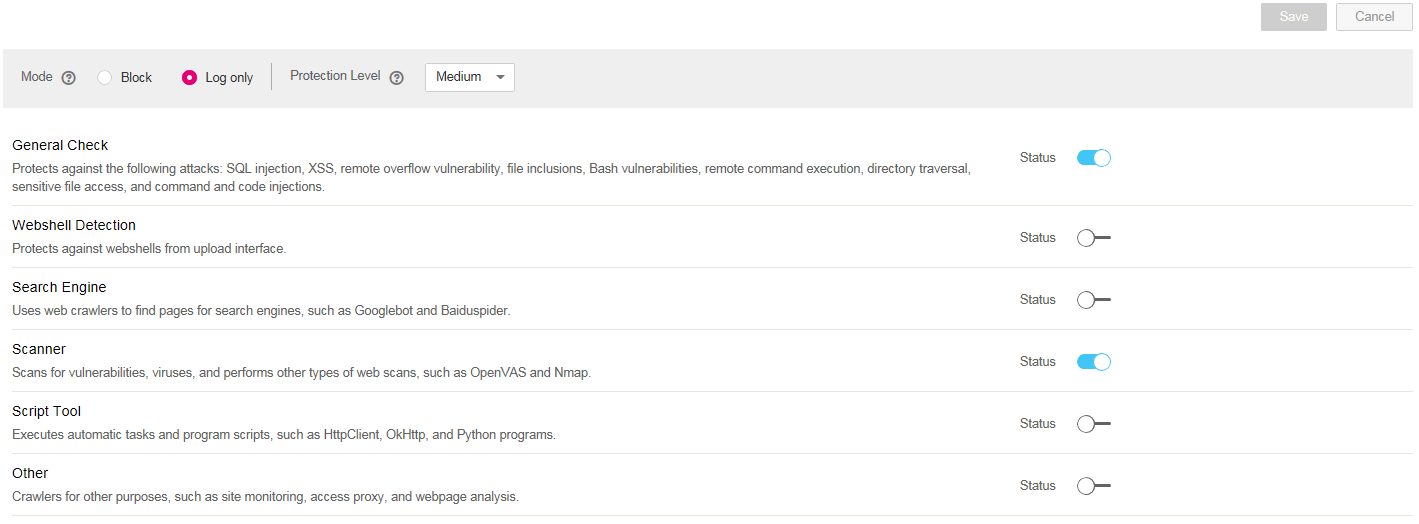 Save Cancel
Mode ? Block Log only Protection Level ? Medium
General Check
Protects against the following attacks: SQL injection, XSS, remote overflow vulnerability, file inclusions, Bash vulnerabilities, remote command execution, directory traversal,
sensitive file access, and command and code injections.
Status
Webshell Detection
Protects against webshells from upload interface.
Status
Search Engine
Uses web crawlers to find pages for search engines, such as Googlebot and Baiduspider.
Status
Scanner
Scans for vulnerabilities, viruses, and performs other types of web scans, such as OpenVAS and Nmap.
Status
Script Tool
Executes automatic tasks and program scripts, such as HttpClient, OkHttp, and Python programs.
Status
Other
Crawlers for other purposes, such as site monitoring, access proxy, and webpage analysis.
Status